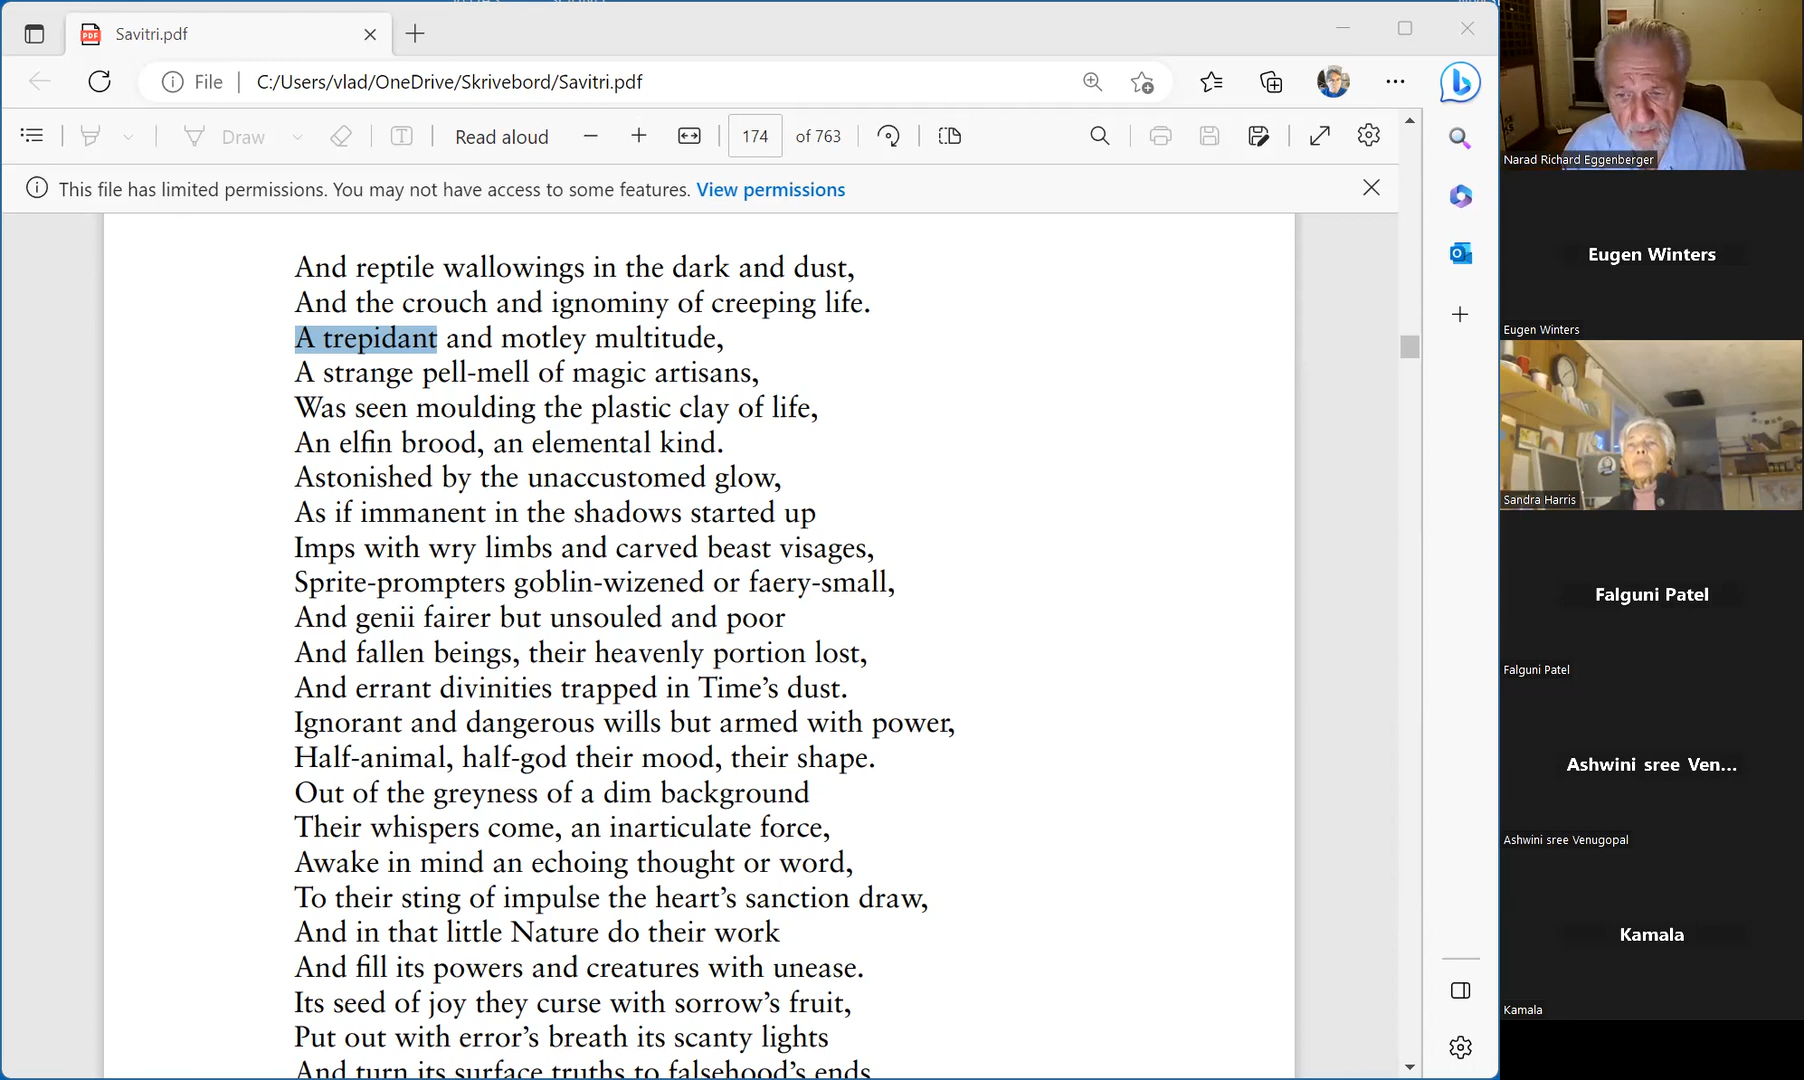 Savitri.pdf
File
C:/Users/vlad/OneDrive/Skrivebord/Savitri.pdf
Draw
Read aloud
174
of 763
This file has limited permissions. You may not have access to some features. View permissions
And reptile wallowings in the dark and dust,
And the crouch and ignominy of creeping life.
A trepidant and motley multitude,
A strange pell-mell of magic artisans,
Was seen moulding the plastic clay of life,
An elfin brood, an elemental kind.
Astonished by the unaccustomed glow,
As if immanent in the shadows started up
Imps with wry limbs and carved beast visages,
Sprite-prompters goblin-wizened or faery-small,
And genii fairer but unsouled and poor
And fallen beings, their heavenly portion lost,
And errant divinities trapped in Time’s dust.
Ignorant and dangerous wills but armed with power,
Half-animal, half-god their mood, their shape.
Out of the greyness of a dim background
Their whispers come, an inarticulate force,
Awake in mind an echoing thought or word,
To their sting of impulse the heart’s sanction draw,
And in that little Nature do their work
And fill its powers and creatures with unease.
Its seed of joy they curse with sorrow’s fruit,
Put out with error’s breath its scanty lights
And turn its surface truths to falsehood’s ends
Narad Richard Eggenberger
Eugen Winters
Eugen Winters
Sandra Harris
Falguni Patel
Falguni Patel
Ashwini sree Ven...
Ashwini sree Venugopal
Kamala
Kamala